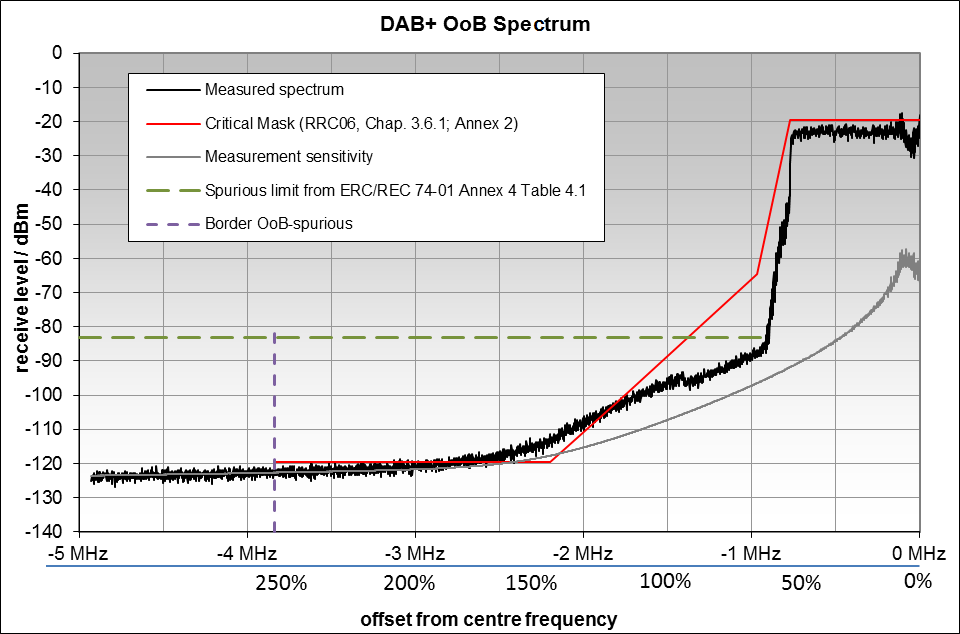 DAB+ OoB Spectrum
0
-10
-20
-30
-40
-50
-60
-70
-80
-90
-100
-110
-120
-130
-140
receive level / dBm
Measured spectrum
Critical Mask (RRC06, Chap. 3.6.1; Annex 2)
Measurement sensitivity
Spurious limit from ERC/REC 74-01 Annex 4 Table 4.1
Border OoB-spurious
-5 MHz -4 MHz -3 MHz -2 MHz -1 MHz 0 MHz
250% 200% 150% 100% 50% 0%
offset from centre frequency